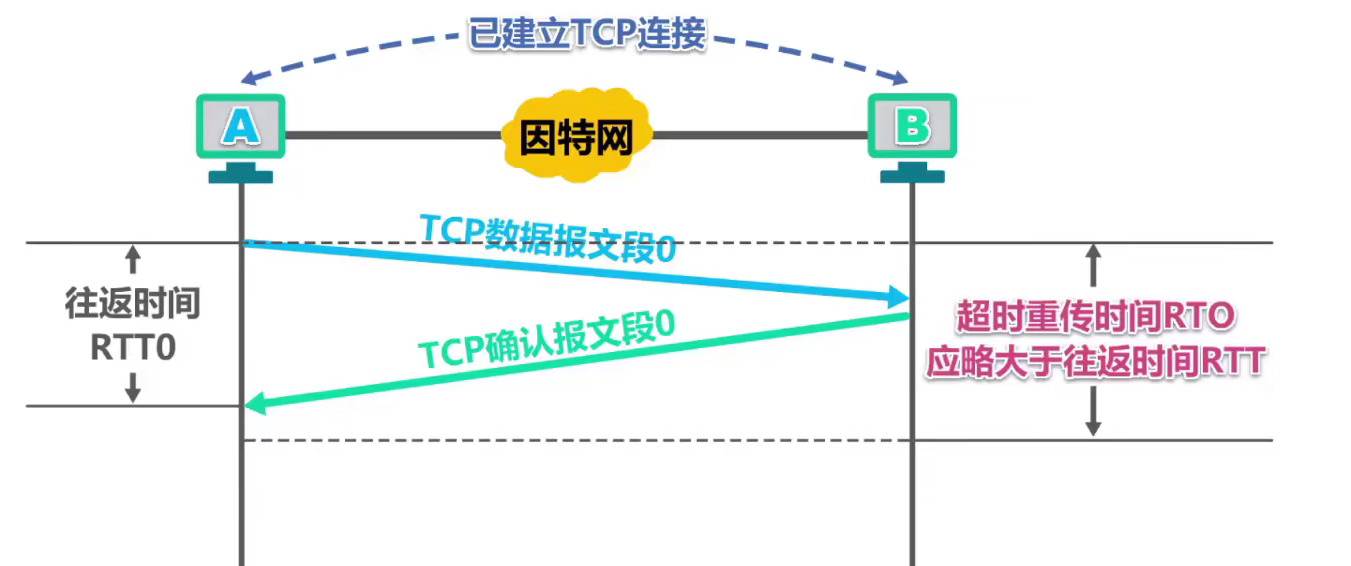 已建立TCP连接
A
因特网
B
TCP数据报文段0
往返时间
RTT0
TCP确认报文段0
超时重传时间RTO
应略大于往返时间RTT